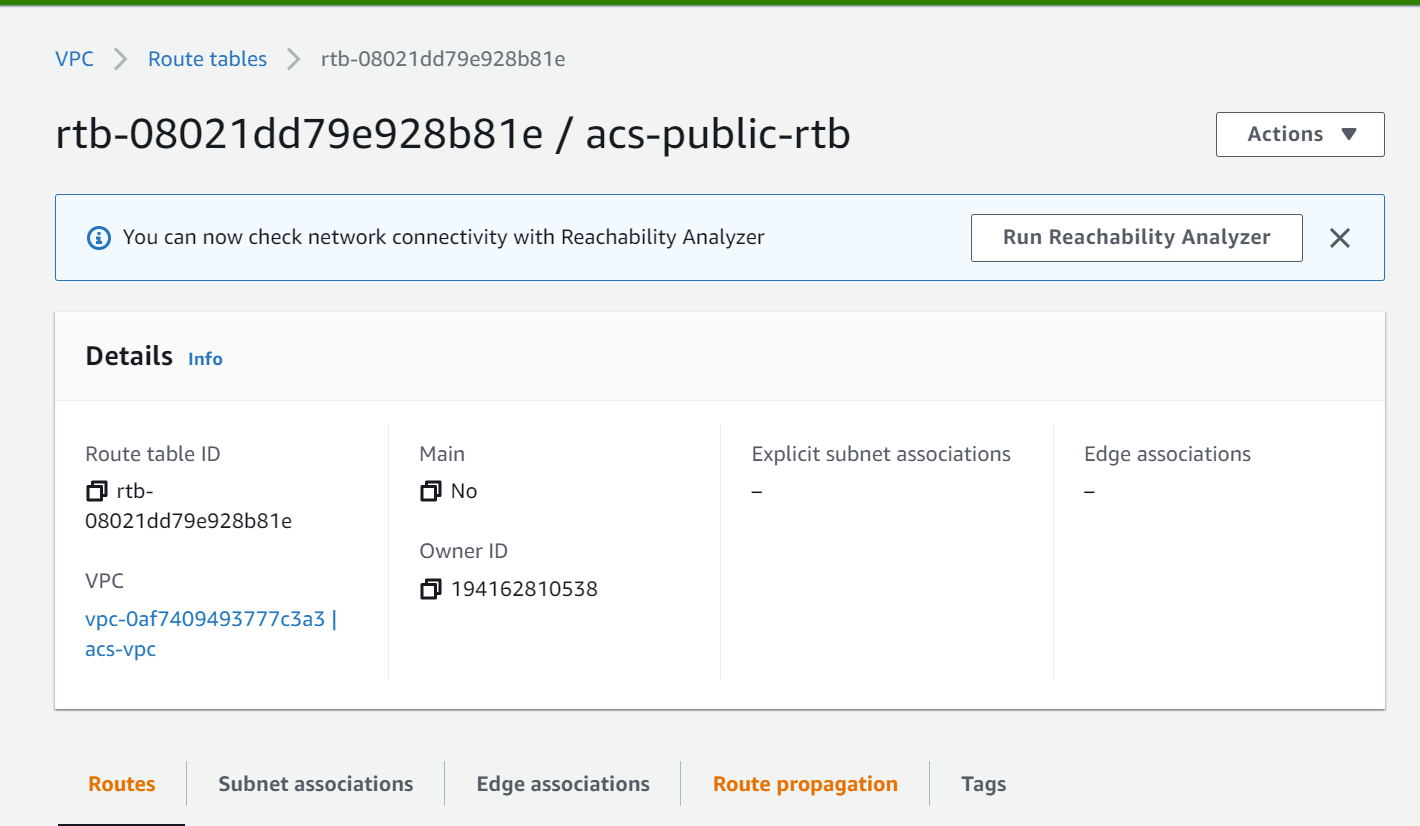 VPC > Route tables > rtb-08021dd79e928b81e
rtb-08021dd79e928b81e / acs-public-rtb
Actions ▼
You can now check network connectivity with Reachability Analyzer
Run Reachability Analyzer
Details Info
Route table ID
rtb-
08021dd79e928b81e
VPC
vpc-0af7409493777c3a3 |
acs-vpc
Main
No
Owner ID
194162810538
Explicit subnet associations
–
Edge associations
–
Routes
Subnet associations
Edge associations
Route propagation
Tags